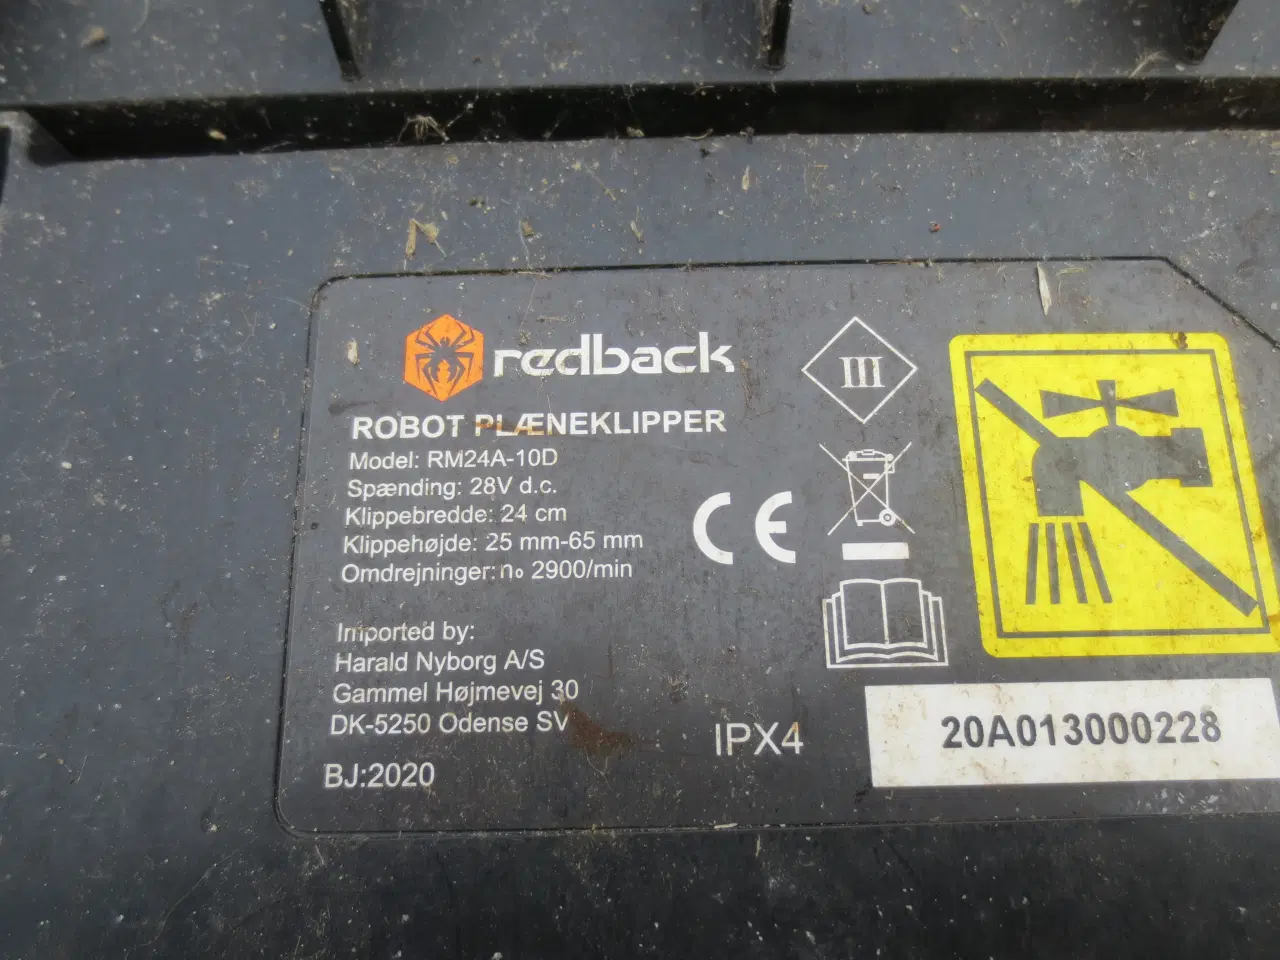 redback
ROBOT PLÆNEKLIPPER
Model: RM24A-10D
Spænding: 28V d.c.
Klippebredde: 24 cm
Klippehøjde: 25 mm-65 mm
Omdrejninger: n₀ 2900/min
III
CE
Imported by:
Harald Nyborg A/S
Gammel Højmevej 30
DK-5250 Odense SV
BJ:2020
IPX4
20A013000228